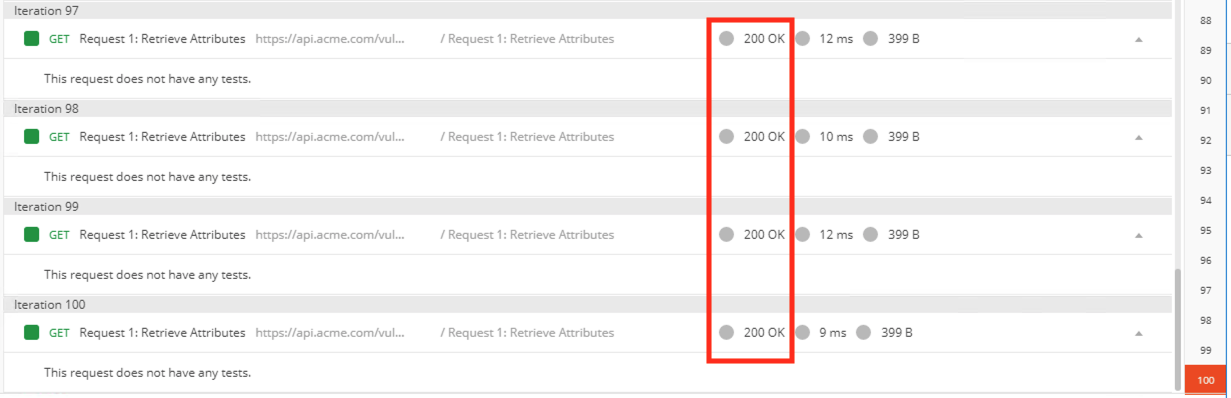 Iteration 97
GET Request 1: Retrieve Attributes https://api.acme.com/vul... / Request 1: Retrieve Attributes 200 OK 12 ms 399 B
This request does not have any tests.
Iteration 98
GET Request 1: Retrieve Attributes https://api.acme.com/vul... / Request 1: Retrieve Attributes 200 OK 10 ms 399 B
This request does not have any tests.
Iteration 99
GET Request 1: Retrieve Attributes https://api.acme.com/vul... / Request 1: Retrieve Attributes 200 OK 12 ms 399 B
This request does not have any tests.
Iteration 100
GET Request 1: Retrieve Attributes https://api.acme.com/vul... / Request 1: Retrieve Attributes 200 OK 9 ms 399 B
This request does not have any tests.
88
89
90
91
92
93
94
95
96
97
98
99
100